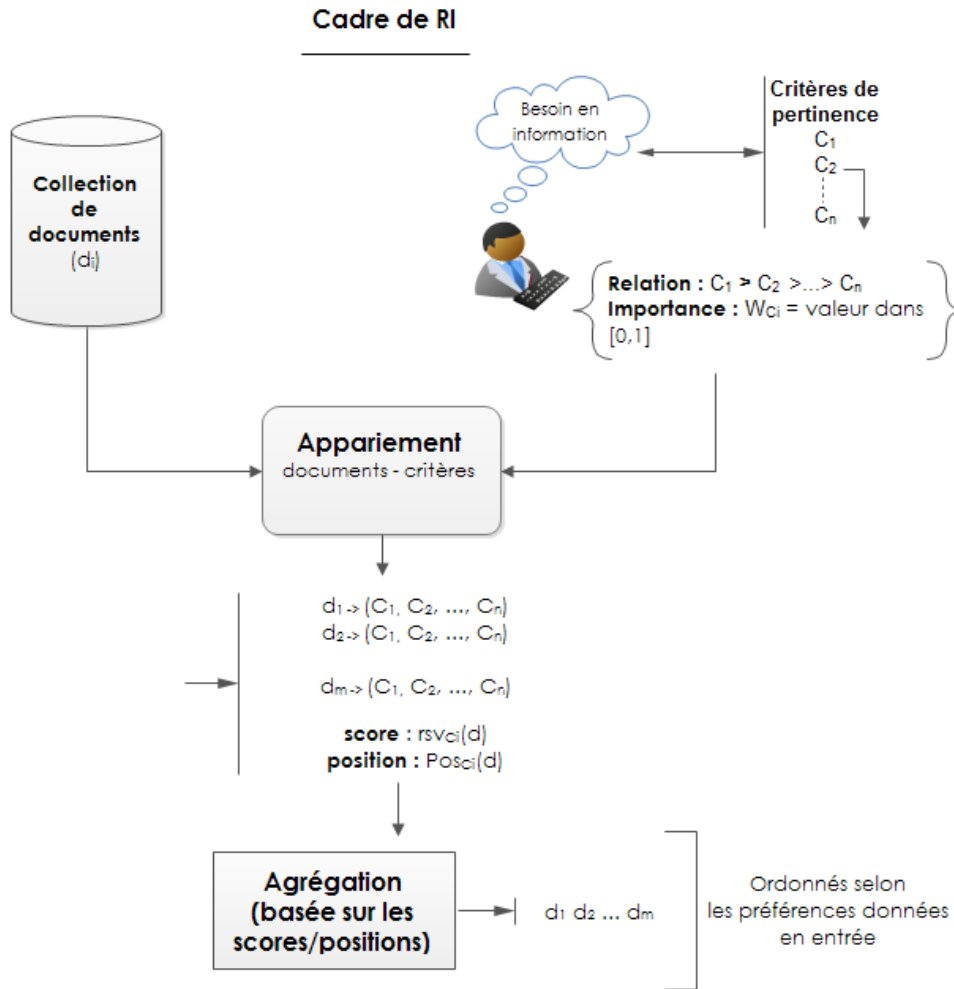 Cadre de RI
Collection
de
documents
(di)
Besoin en
information
Critères de
pertinence
C1
C2
Cn
Relation : C1 > C2 >...> Cn
Importance : Wci = valeur dans
[0,1]
Appariement
documents - critères
d1 -> (C1, C2, ..., Cn)
d2 -> (C1, C2, ..., Cn)
dm -> (C1, C2, ..., Cn)
score : rsvci(d)
position : Posci(d)
Agrégation
(basée sur les
scores/positions)
d1 d2 ... dm
Ordonnés selon
les préférences données
en entrée